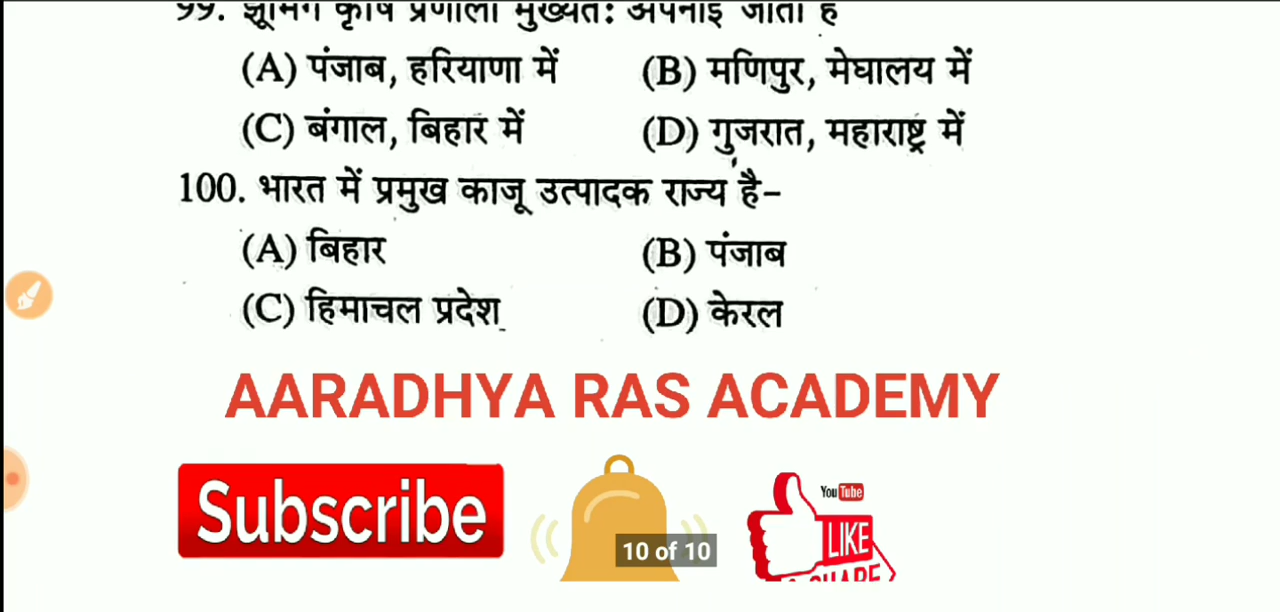 99. झूमिंग कृषि प्रणाली मुख्यतः अपनाई जाती है
(A) पंजाब, हरियाणा में (B) मणिपुर, मेघालय में
(C) बंगाल, बिहार में (D) गुजरात, महाराष्ट्र में
100. भारत में प्रमुख काजू उत्पादक राज्य है–
(A) बिहार (B) पंजाब
(C) हिमाचल प्रदेश (D) केरल
AARADHYA RAS ACADEMY
Subscribe
10 of 10
YouTube
LIKE
SHARE